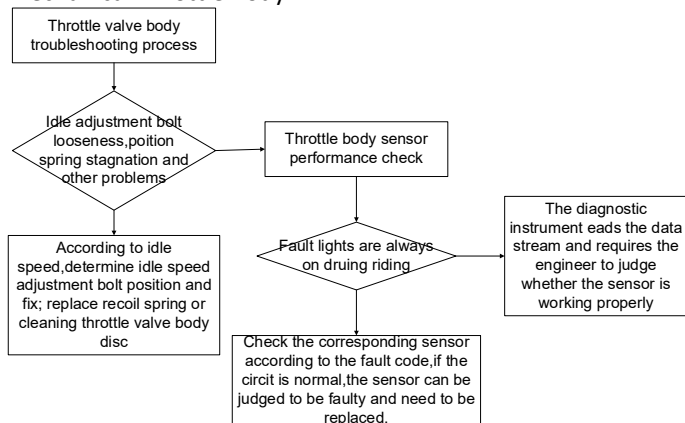 Throttle valve body
troubleshooting process
Idle adjustment bolt
looseness,poition
spring stagnation and
other problems
Throttle body sensor
performance check
According to idle
speed,determine idle speed
adjustment bolt position and
fix; replace recoil spring or
cleaning throttle valve body
disc
Fault lights are always
on druing riding
The diagnostic
instrument eads the data
stream and requires the
engineer to judge
whether the sensor is
working properly
Check the corresponding sensor
according to the fault code,if the
circit is normal,the sensor can be
judged to be faulty and need to be
replaced.